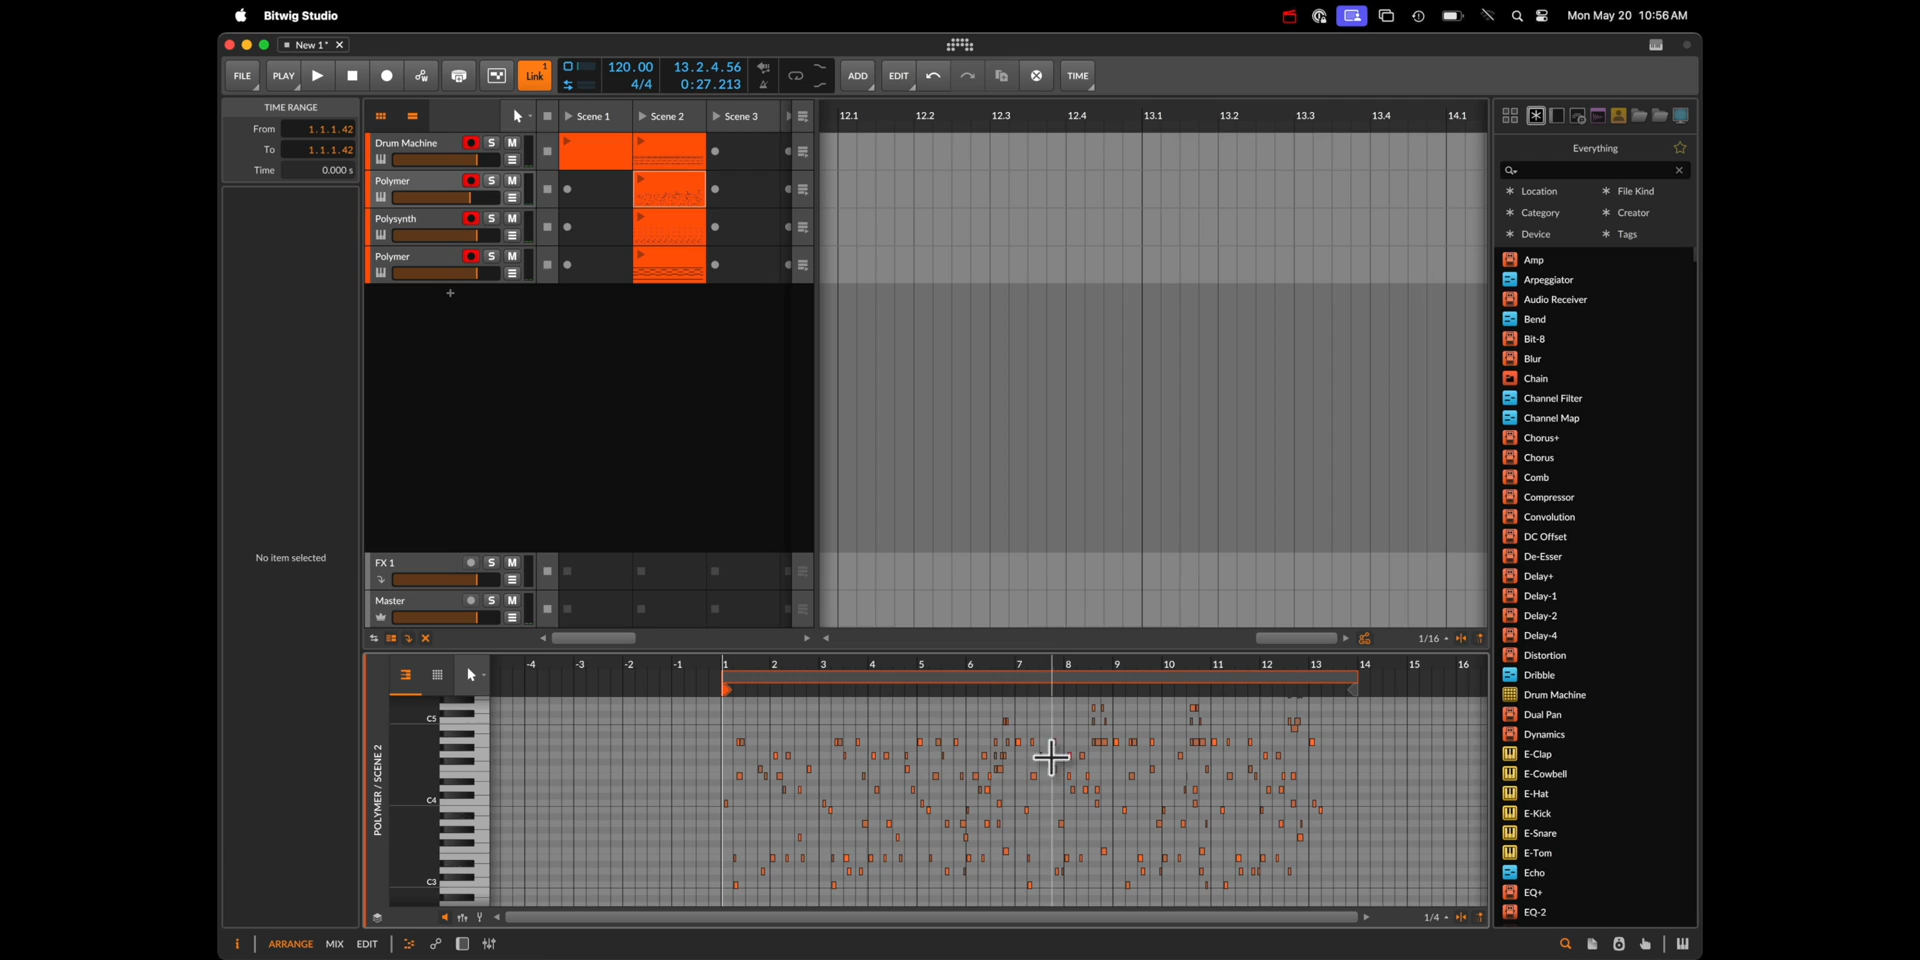 Bitwig Studio
Mon May 20 10:56 AM
New 1*
FILE PLAY Link 1 120.00 4/4 13.2.4.56 0:27.213 ADD EDIT TIME
TIME RANGE
From 1.1.1.42
To 1.1.1.42
Time 0.000 s
No item selected
Scene 1 Scene 2 Scene 3
Drum Machine S M
Polymer S M
Polysynth S M
Polymer S M
+
FX 1 S M
Master S M
12.1 12.2 12.3 12.4 13.1 13.2 13.3 13.4 14.1
1/16
-4 -3 -2 -1 1 2 3 4 5 6 7 8 9 10 11 12 13 14 15 16
POLYMER / SCENE 2
C5
C4
C3
1/4
Everything
Location File Kind
Category Creator
Device Tags
Amp
Arpeggiator
Audio Receiver
Bend
Bit-8
Blur
Chain
Channel Filter
Channel Map
Chorus+
Chorus
Comb
Compressor
Convolution
DC Offset
De-Esser
Delay+
Delay-1
Delay-2
Delay-4
Distortion
Dribble
Drum Machine
Dual Pan
Dynamics
E-Clap
E-Cowbell
E-Hat
E-Kick
E-Snare
E-Tom
Echo
EQ+
EQ-2
i ARRANGE MIX EDIT